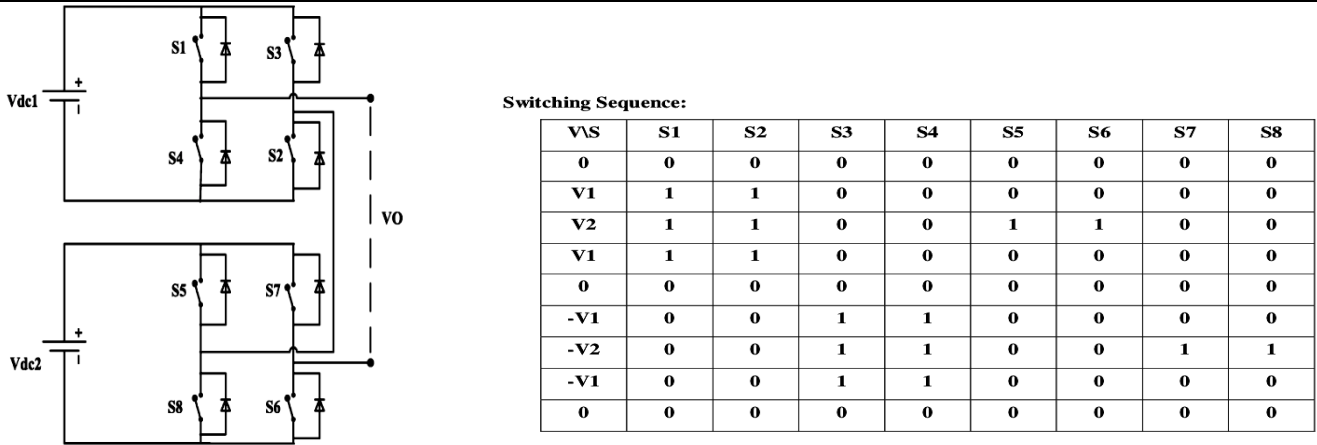 S1
S3
+
Vdc1
S4
S2
VO
S5
S7
+
Vdc2
S8
S6
Switching Sequence:
V\S S1 S2 S3 S4 S5 S6 S7 S8
0 0 0 0 0 0 0 0 0
V1 1 1 0 0 0 0 0 0
V2 1 1 0 0 1 1 0 0
V1 1 1 0 0 0 0 0 0
0 0 0 0 0 0 0 0 0
-V1 0 0 1 1 0 0 0 0
-V2 0 0 1 1 0 0 1 1
-V1 0 0 1 1 0 0 0 0
0 0 0 0 0 0 0 0 0